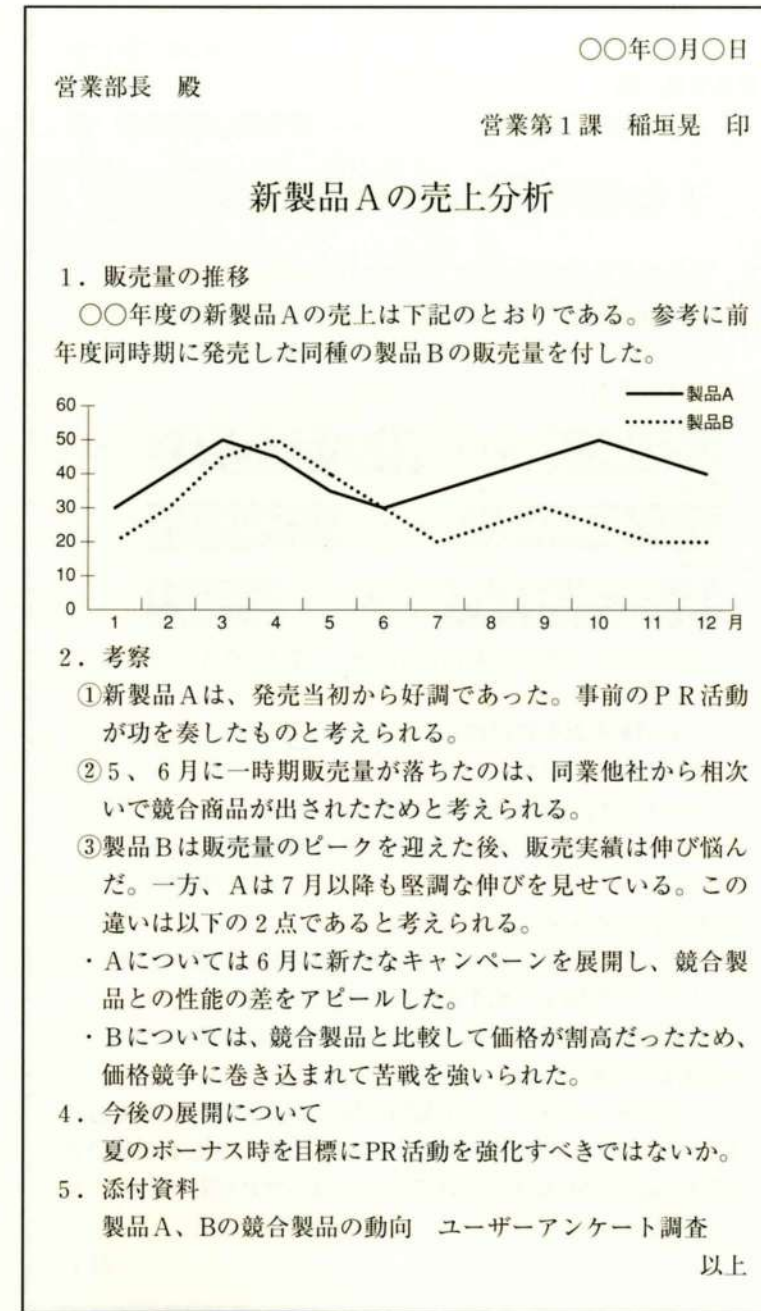 ○○年○月○日
営業部長　殿
営業第1課　稲垣晃　印
新製品Aの売上分析
1．販売量の推移
○○年度の新製品Aの売上は下記のとおりである。参考に前
年度同時期に発売した同種の製品Bの販売量を付した。
製品A
製品B
60
50
40
30
20
10
0
1 2 3 4 5 6 7 8 9 10 11 12 月
2．考察
①新製品Aは、発売当初から好調であった。事前のPR活動
が功を奏したものと考えられる。
②5、6月に一時期販売量が落ちたのは、同業他社から相次
いで競合商品が出されたためと考えられる。
③製品Bは販売量のピークを迎えた後、販売実績は伸び悩ん
だ。一方、Aは7月以降も堅調な伸びを見せている。この
違いは以下の2点であると考えられる。
・Aについては6月に新たなキャンペーンを展開し、競合製
品との性能の差をアピールした。
・Bについては、競合製品と比較して価格が割高だったため、
価格競争に巻き込まれて苦戦を強いられた。
4．今後の展開について
夏のボーナス時を目標にPR活動を強化すべきではないか。
5．添付資料
製品A、Bの競合製品の動向　ユーザーアンケート調査
以上